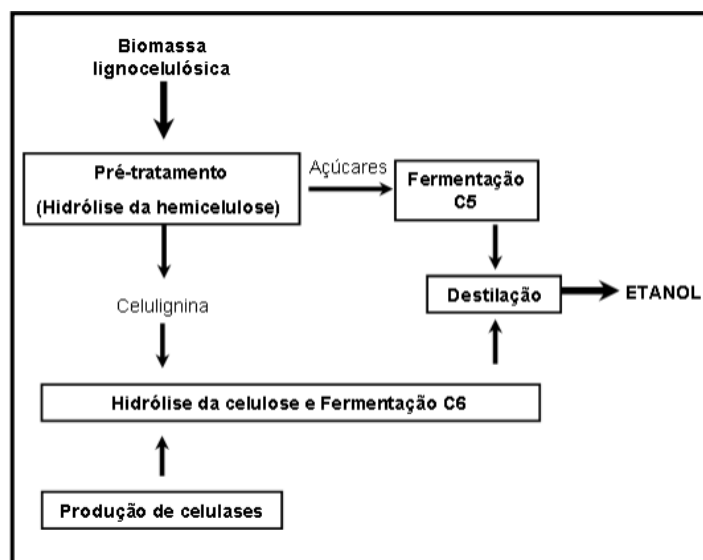 Biomassa
lignocelulósica
Pré-tratamento
(Hidrólise da hemicelulose)
Açúcares
Fermentação
C5
Destilação
ETANOL
Celulignina
Hidrólise da celulose e Fermentação C6
Produção de celulases